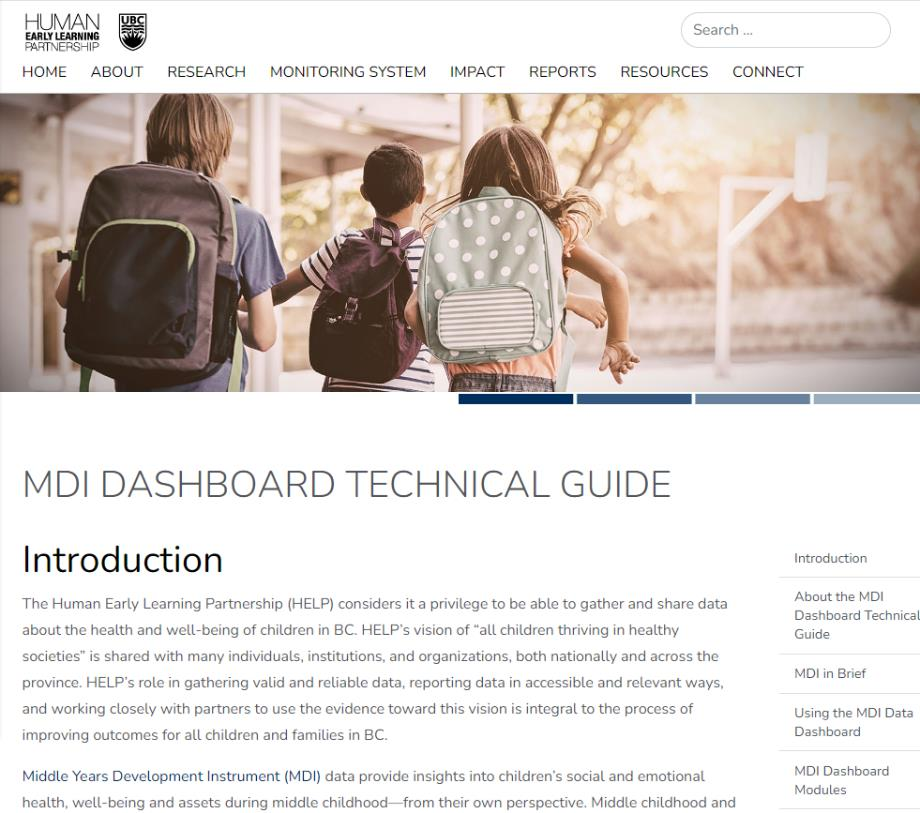 HUMAN
EARLY LEARNING
PARTNERSHIP
UBC
Search ...
HOME ABOUT RESEARCH MONITORING SYSTEM IMPACT REPORTS RESOURCES CONNECT
MDI DASHBOARD TECHNICAL GUIDE
Introduction
The Human Early Learning Partnership (HELP) considers it a privilege to be able to gather and share data
about the health and well-being of children in BC. HELP’s vision of “all children thriving in healthy
societies” is shared with many individuals, institutions, and organizations, both nationally and across the
province. HELP’s role in gathering valid and reliable data, reporting data in accessible and relevant ways,
and working closely with partners to use the evidence toward this vision is integral to the process of
improving outcomes for all children and families in BC.
Middle Years Development Instrument (MDI) data provide insights into children’s social and emotional
health, well-being and assets during middle childhood—from their own perspective. Middle childhood and
Introduction
About the MDI
Dashboard Technical
Guide
MDI in Brief
Using the MDI Data
Dashboard
MDI Dashboard
Modules